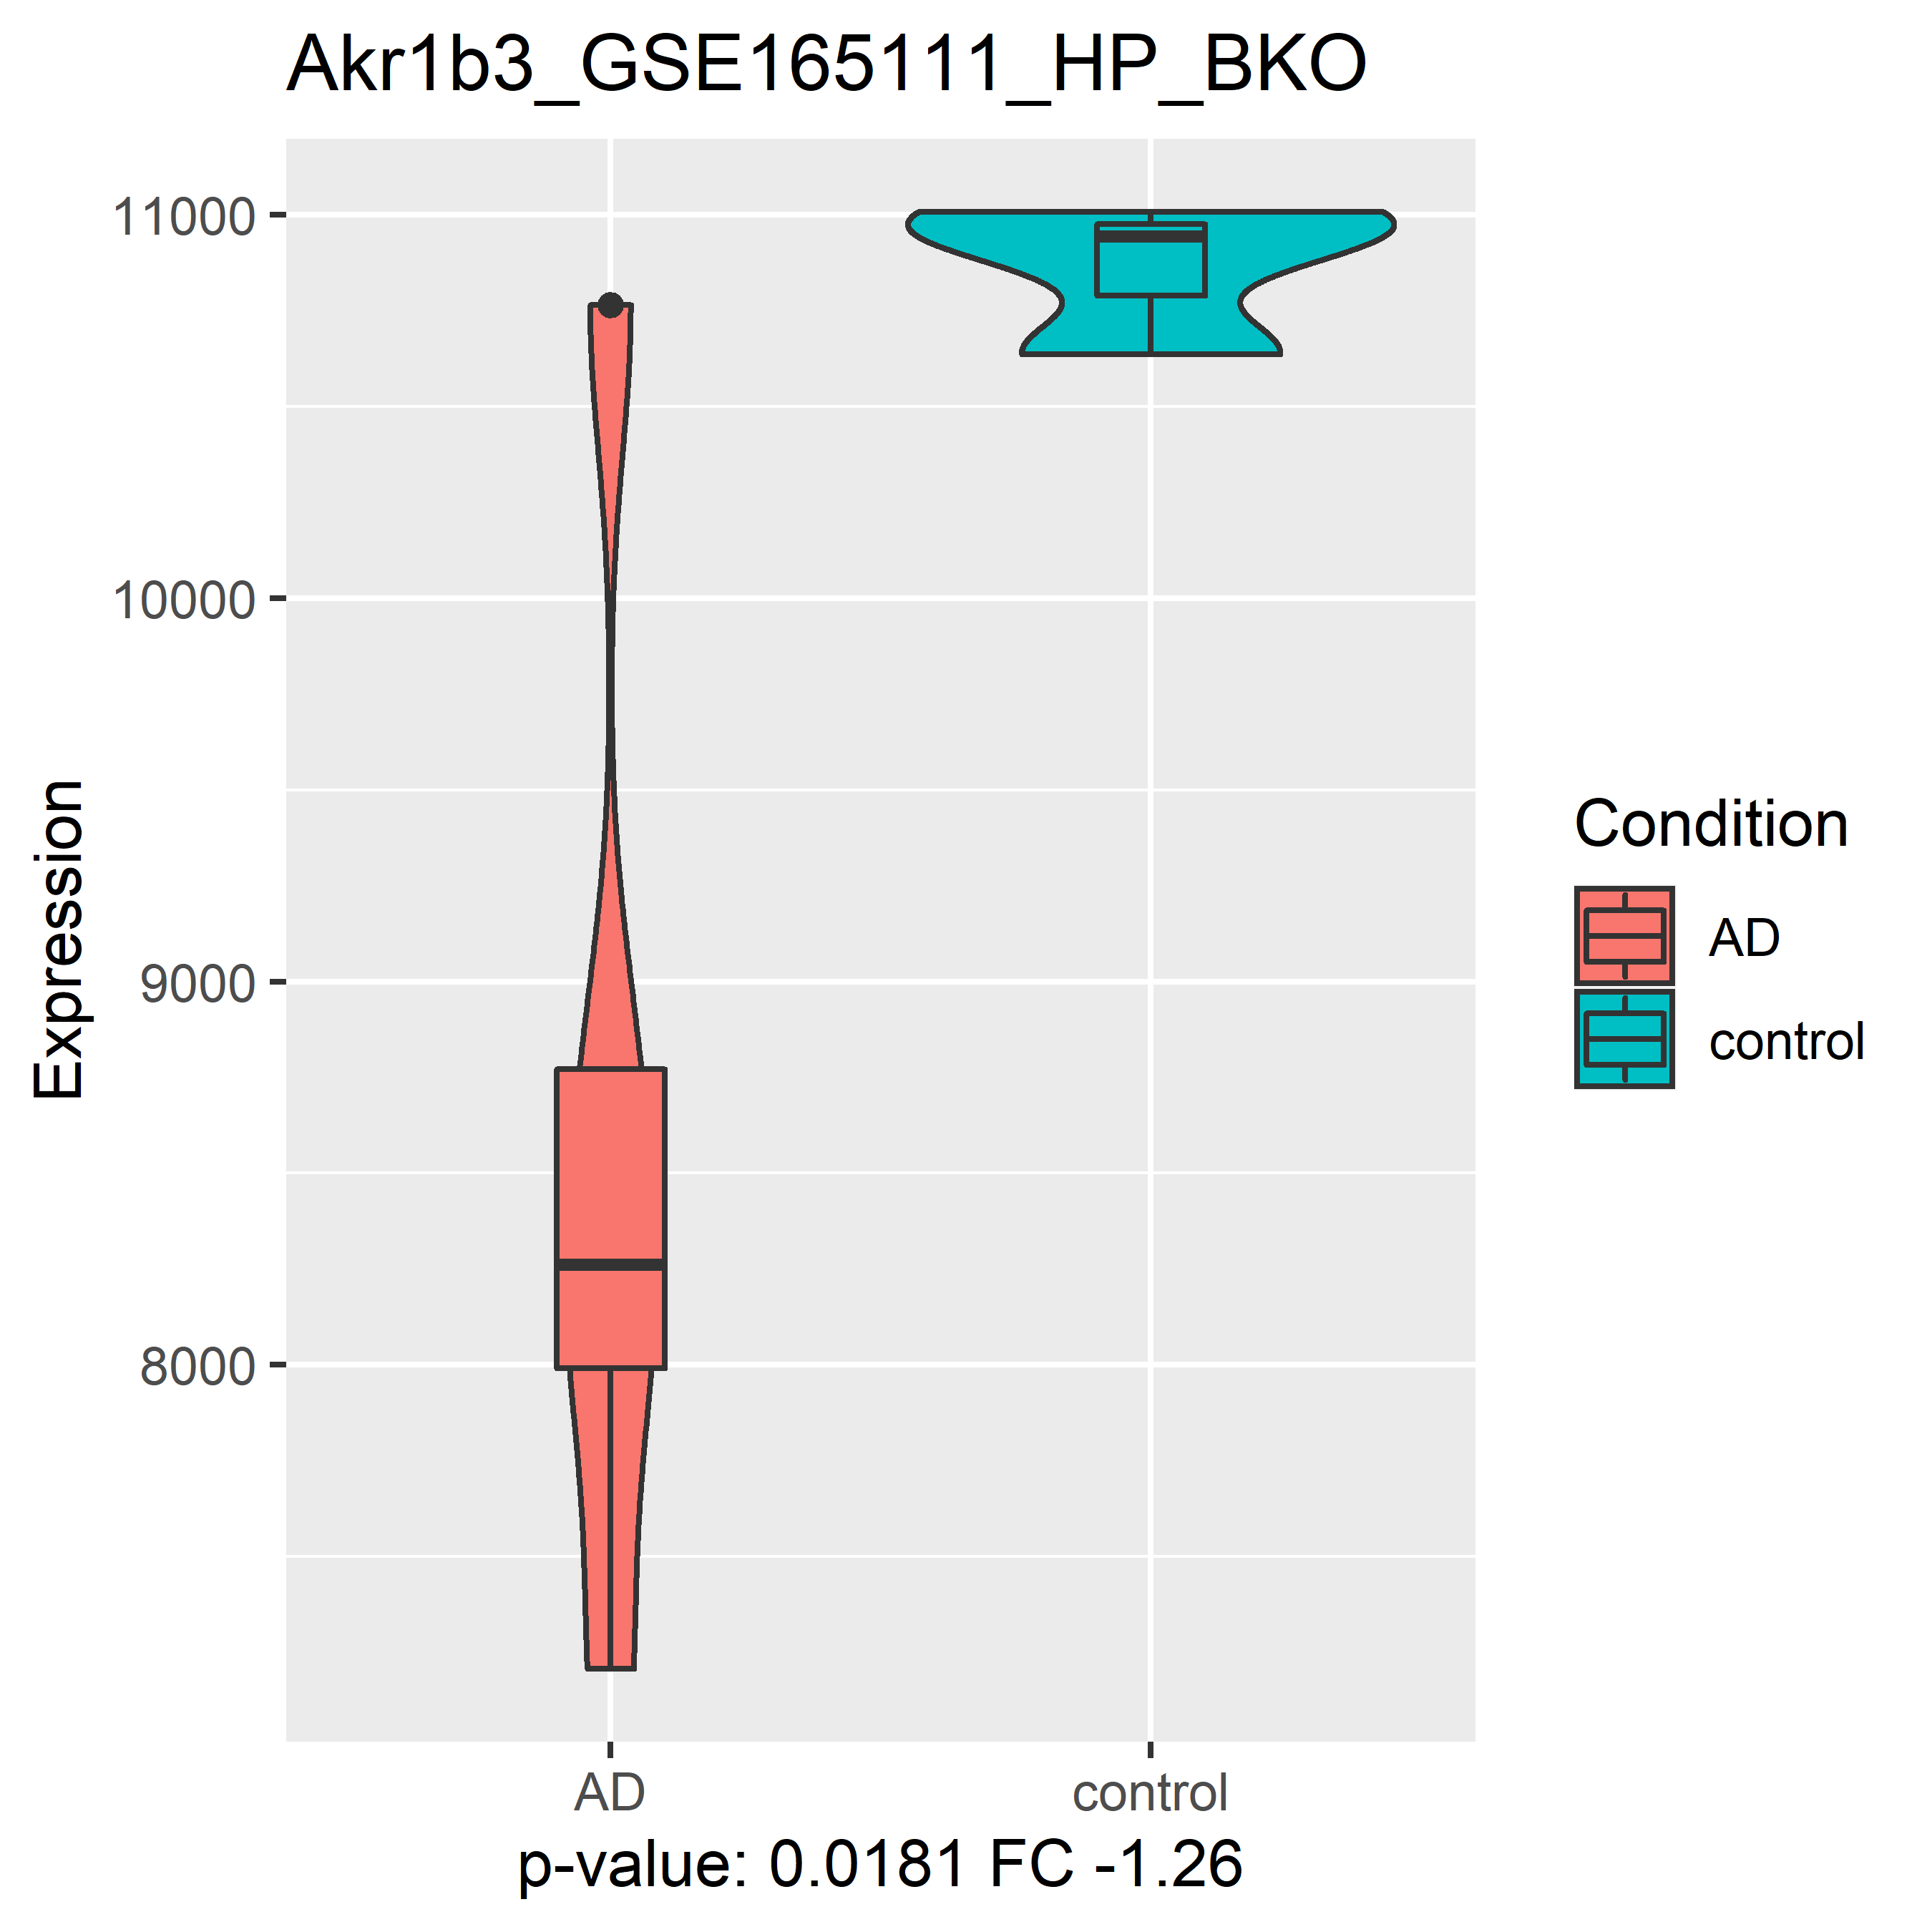 Akr1b3_GSE165111_HP_BKO
11000
10000
9000
8000
Expression
AD
control
p-value: 0.0181 FC -1.26
Condition
AD
control